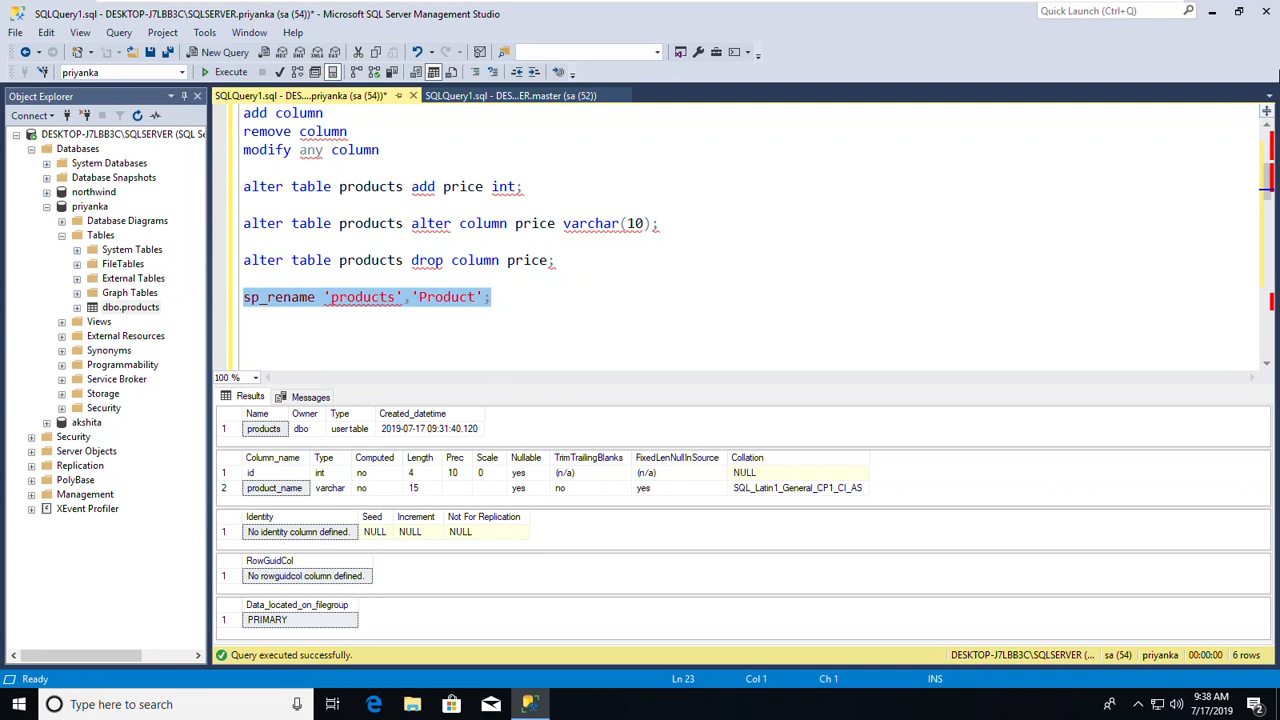 SQLQuery1.sql - DESKTOP-J7LBB3C\SQLSERVER.priyanka (sa (54))* - Microsoft SQL Server Management Studio
Quick Launch (Ctrl+Q)
File Edit View Query Project Tools Window Help
New Query
priyanka
Execute
Object Explorer
Connect
DESKTOP-J7LBB3C\SQLSERVER (SQL Se
Databases
System Databases
Database Snapshots
northwind
priyanka
Database Diagrams
Tables
System Tables
FileTables
External Tables
Graph Tables
dbo.products
Views
External Resources
Synonyms
Programmability
Service Broker
Storage
Security
akshita
Security
Server Objects
Replication
PolyBase
Management
XEvent Profiler
SQLQuery1.sql - DES....priyanka (sa (54))*
SQLQuery1.sql - DES...ER.master (sa (52))
add column
remove column
modify any column
alter table products add price int;
alter table products alter column price varchar(10);
alter table products drop column price;
sp_rename 'products','Product';
100 %
Results Messages
Name Owner Type Created_datetime
1 products dbo user table 2019-07-17 09:31:40.120
Column_name Type Computed Length Prec Scale Nullable TrimTrailingBlanks FixedLenNullInSource Collation
1 id int no 4 10 0 yes (n/a) (n/a) NULL
2 product_name varchar no 15 yes no yes SQL_Latin1_General_CP1_CI_AS
Identity Seed Increment Not For Replication
1 No identity column defined. NULL NULL NULL
RowGuidCol
1 No rowguidcol column defined.
Data_located_on_filegroup
1 PRIMARY
Query executed successfully.
DESKTOP-J7LBB3C\SQLSERVER (... sa (54) priyanka 00:00:00 6 rows
Ready Ln 23 Col 1 Ch 1 INS
Type here to search
9:38 AM
7/17/2019
2